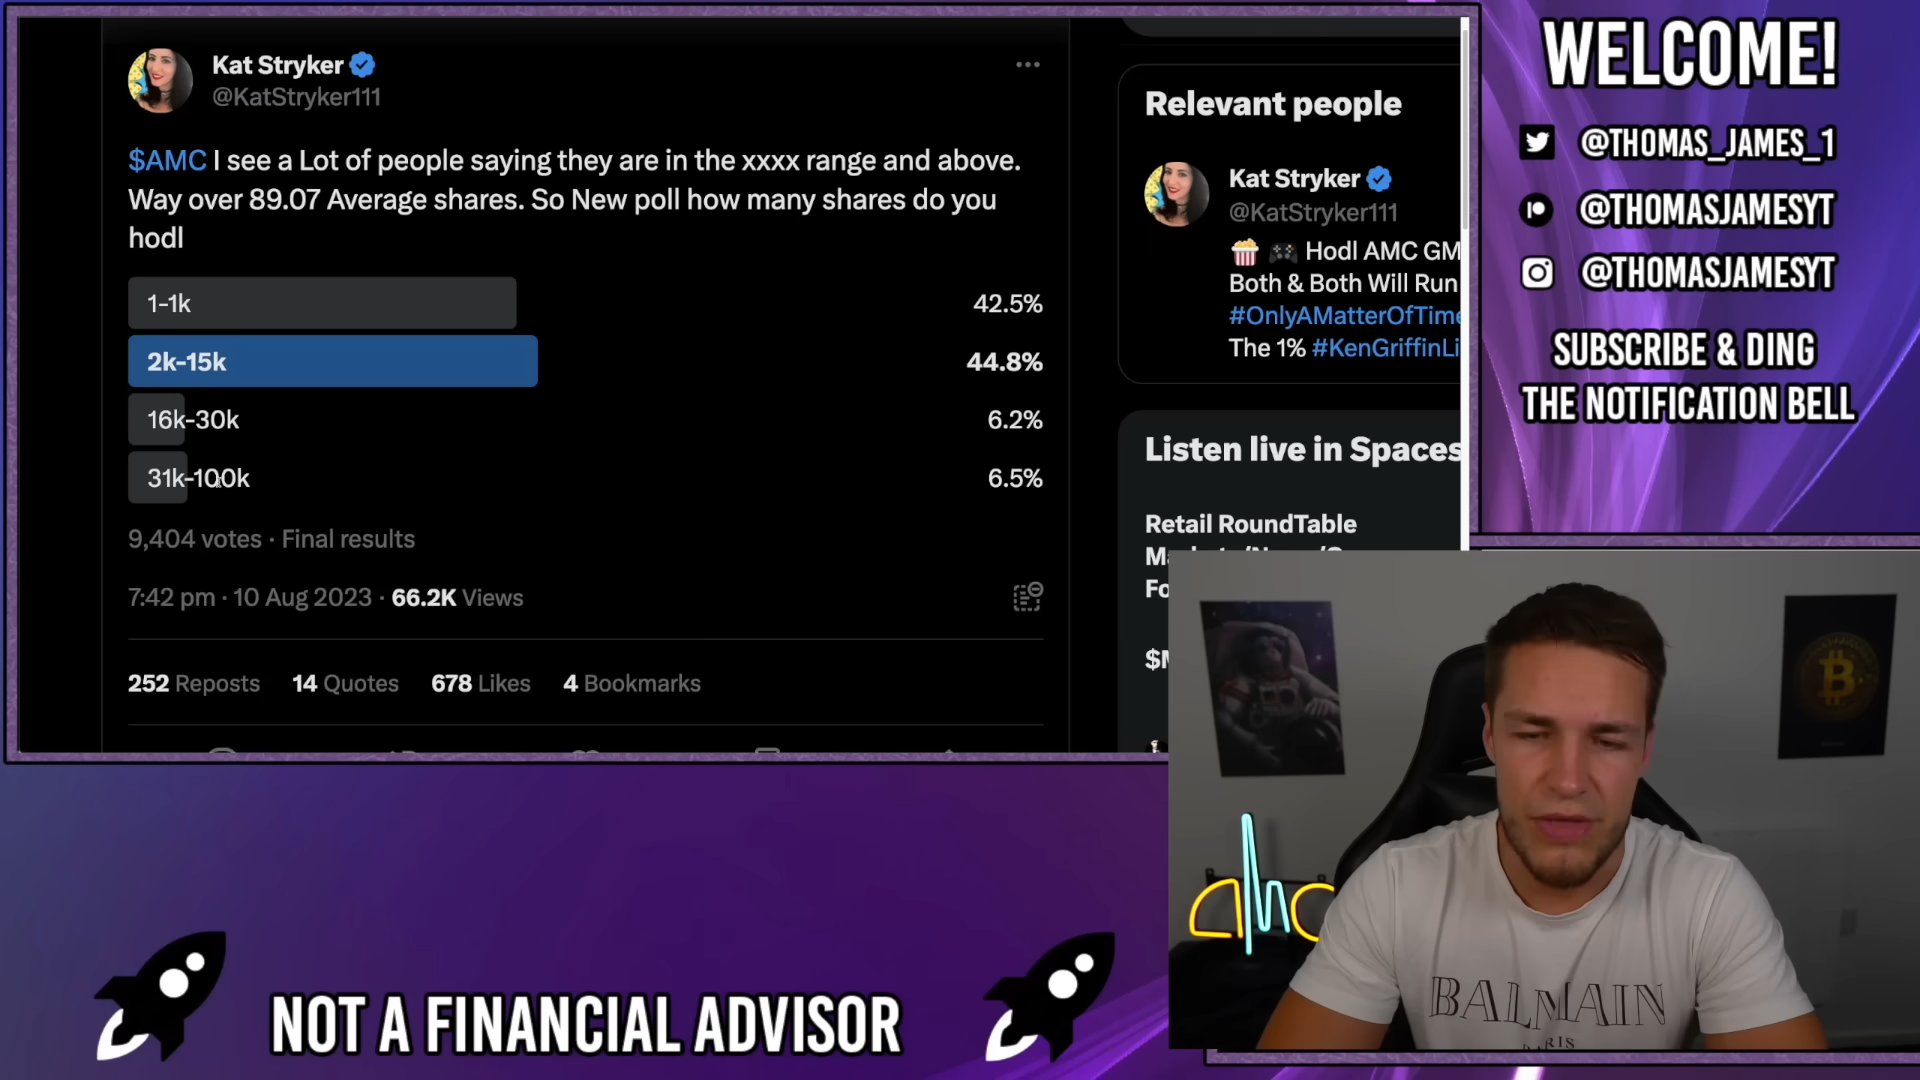 Kat Stryker
@KatStryker111
$AMC I see a Lot of people saying they are in the xxxx range and above.
Way over 89.07 Average shares. So New poll how many shares do you
hodl
1-1k 42.5%
2k-15k 44.8%
16k-30k 6.2%
31k-100k 6.5%
9,404 votes · Final results
7:42 pm · 10 Aug 2023 · 66.2K Views
252 Reposts 14 Quotes 678 Likes 4 Bookmarks
Relevant people
Kat Stryker
@KatStryker111
Hodl AMC GM
Both & Both Will Run
#OnlyAMatterOfTime
The 1% #KenGriffinLi
Listen live in Spaces
Retail RoundTable
WELCOME!
@THOMAS_JAMES_1
@THOMASJAMESYT
@THOMASJAMESYT
SUBSCRIBE & DING
THE NOTIFICATION BELL
amc
BALMAIN
PARIS
NOT A FINANCIAL ADVISOR